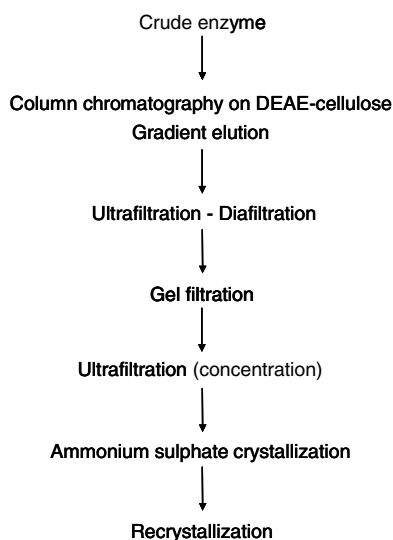 Crude enzyme
Column chromatography on DEAE-cellulose
Gradient elution
Ultrafiltration - Diafiltration
Gel filtration
Ultrafiltration (concentration)
Ammonium sulphate crystallization
Recrystallization